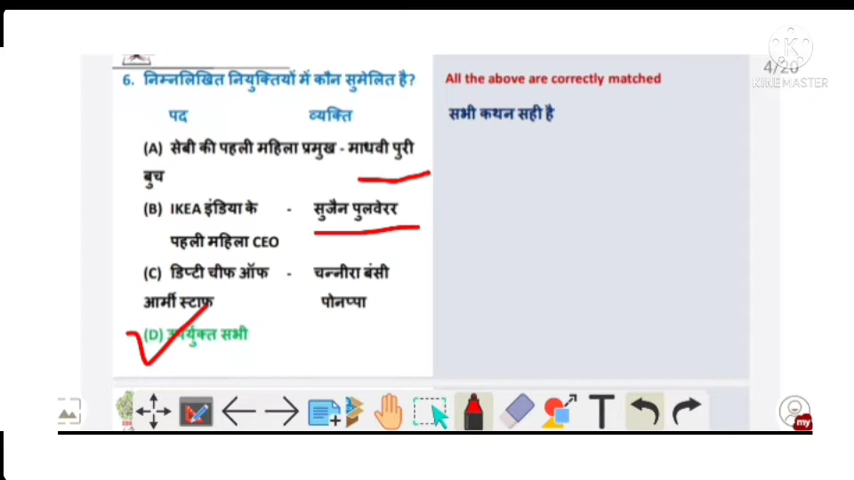 4/20
KINEMASTER
6. निम्नलिखित नियुक्तियों में कौन सुमेलित है?
पद व्यक्ति
(A) सेबी की पहली महिला प्रमुख - माधवी पुरी
बुच
(B) IKEA इंडिया के - सुजैन पुलवेरर
पहली महिला CEO
(C) डिप्टी चीफ ऑफ - चन्नीरा बंसी
आर्मी स्टाफ़ पोनप्पा
(D) उपर्युक्त सभी
All the above are correctly matched
सभी कथन सही है
T
my